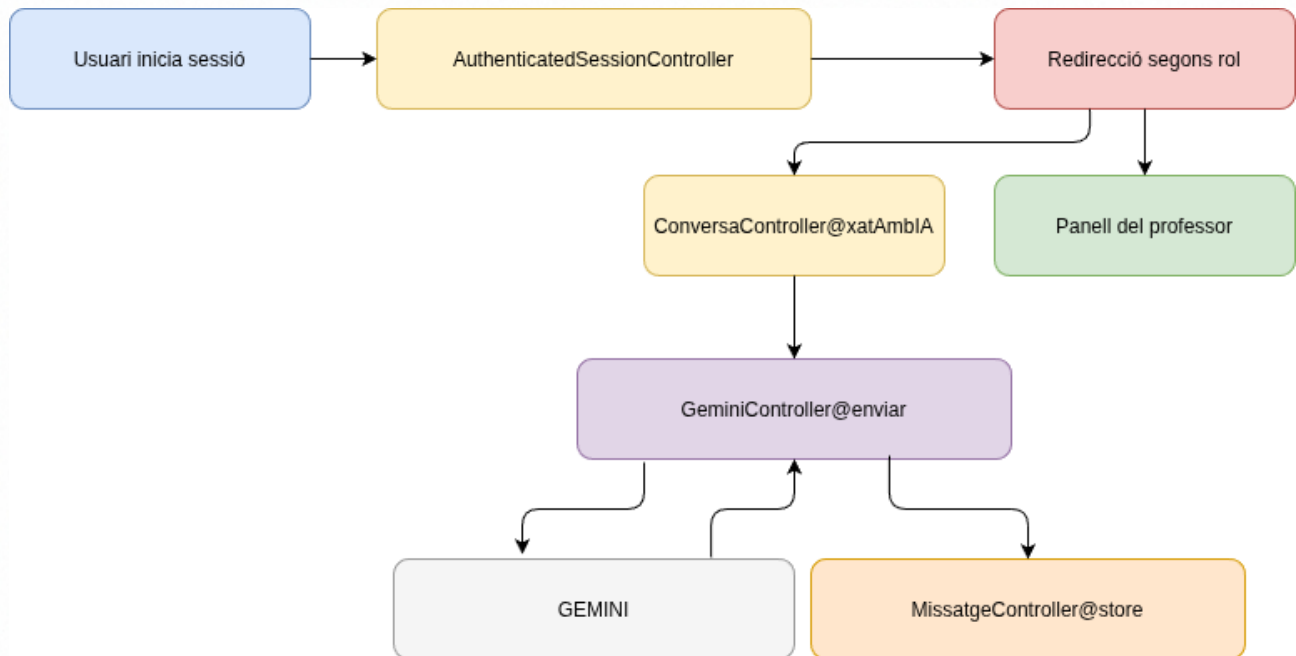 Usuari inicia sessió
AuthenticatedSessionController
Redirecció segons rol
ConversaController@xatAmbIA
Panell del professor
GeminiController@enviar
GEMINI
MissatgeController@store